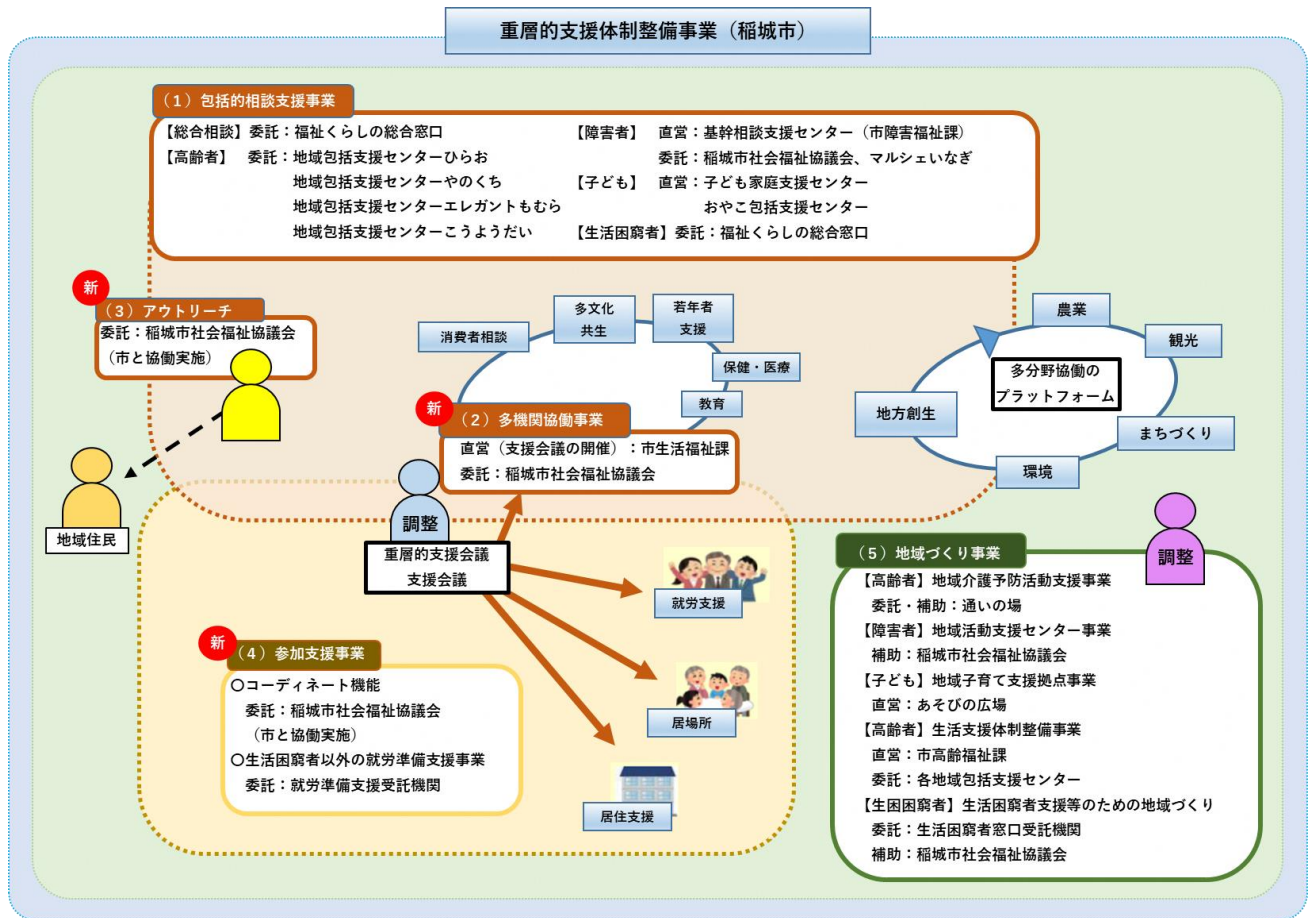 重層的支援体制整備事業（稲城市）
（１）包括的相談支援事業
【総合相談】委託：福祉くらしの総合窓口
【高齢者】　委託：地域包括支援センターひらお
地域包括支援センターやのくち
地域包括支援センターエレガントもむら
地域包括支援センターこうようだい
【障害者】　直営：基幹相談支援センター（市障害福祉課）
委託：稲城市社会福祉協議会、マルシェいなぎ
【子ども】　直営：子ども家庭支援センター
おやこ包括支援センター
【生活困窮者】委託：福祉くらしの総合窓口
新
（３）アウトリーチ
委託：稲城市社会福祉協議会
（市と協働実施）
地域住民
消費者相談
多文化
共生
若年者
支援
保健・医療
教育
新
（２）多機関協働事業
直営（支援会議の開催）：市生活福祉課
委託：稲城市社会福祉協議会
農業
観光
多分野協働の
プラットフォーム
地方創生
まちづくり
環境
調整
重層的支援会議
支援会議
就労支援
居場所
居住支援
新
（４）参加支援事業
〇コーディネート機能
委託：稲城市社会福祉協議会
（市と協働実施）
〇生活困窮者以外の就労準備支援事業
委託：就労準備支援受託機関
調整
（５）地域づくり事業
【高齢者】地域介護予防活動支援事業
委託・補助：通いの場
【障害者】地域活動支援センター事業
補助：稲城市社会福祉協議会
【子ども】地域子育て支援拠点事業
直営：あそびの広場
【高齢者】生活支援体制整備事業
直営：市高齢福祉課
委託：各地域包括支援センター
【生困困窮者】生活困窮者支援等のための地域づくり
委託：生活困窮者窓口受託機関
補助：稲城市社会福祉協議会